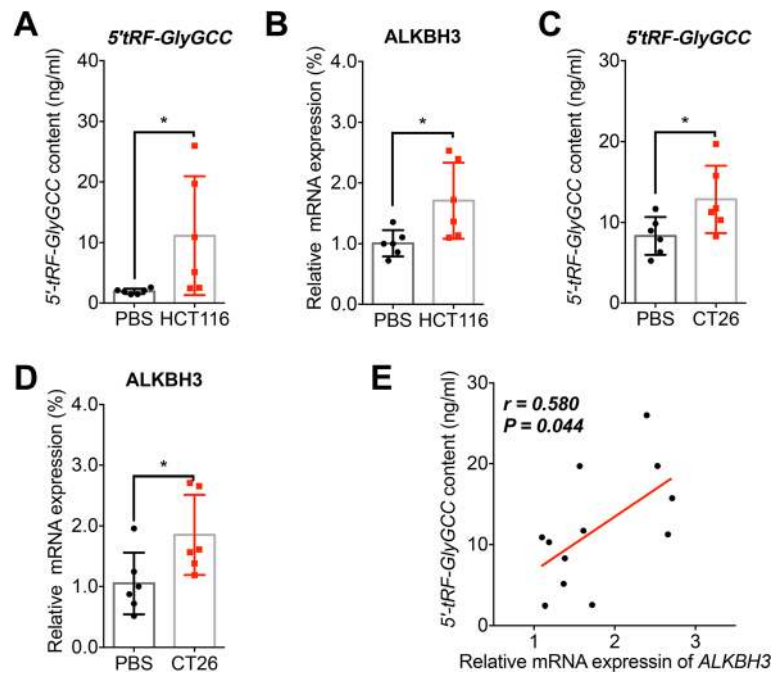 A
5'tRF-GlyGCC
5'-tRF-GlyGCC content (ng/ml)
40
30
20
10
0
*
PBS HCT116
B
ALKBH3
Relative mRNA expression (%)
4.0
3.0
2.0
1.0
0.0
*
PBS HCT116
C
5'tRF-GlyGCC
5'-tRF-GlyGCC content (ng/ml)
30
20
10
0
*
PBS CT26
D
ALKBH3
Relative mRNA expression (%)
4.0
3.0
2.0
1.0
0.0
*
PBS CT26
E
5'-tRF-GlyGCC content (ng/ml)
30
20
10
0
r = 0.580
P = 0.044
1 2 3
Relative mRNA expressin of ALKBH3